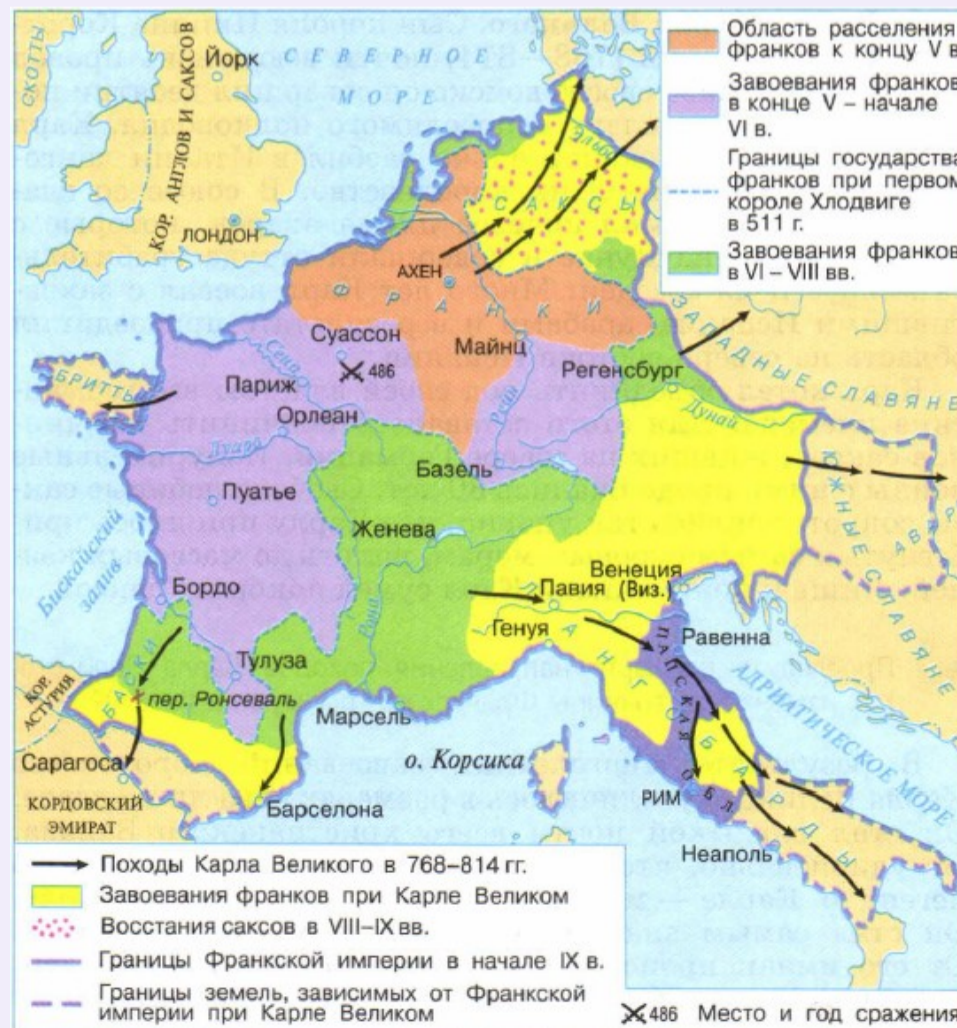 СКОТТЫ
КОР. АНГЛОВ И САКСОВ
Йорк
СЕВЕРНОЕ
МОРЕ
ЛОНДОН
Эльба
САКСЫ
АХЕН
ФРАНКИ
Суассон
486
Майнц
Сена
Рейн
БРИТТЫ
Париж
Регенсбург
ЗАПАДНЫЕ СЛАВЯНЕ
Орлеан
Дунай
Луара
Базель
Пуатье
Женева
ЮЖНЫЕ СЛАВЯНЕ
АВАРЫ
Бискайский
залив
Бордо
Венеция
Павия (Виз.)
Генуя
Рона
Равенна
ПАПСКАЯ ОБЛ.
ЛАНГОБАРДЫ
АДРИАТИЧЕСКОЕ МОРЕ
Тулуза
БАСКИ
КОР.
АСТУРИЯ
пер. Ронсеваль
Марсель
Сарагоса
о. Корсика
КОРДОВСКИЙ
ЭМИРАТ
Барселона
РИМ
Неаполь
Область расселения
франков к концу V в
Завоевания франков
в конце V – начале
VI в.
Границы государства
франков при первом
короле Хлодвиге
в 511 г.
Завоевания франков
в VI – VIII вв.
Походы Карла Великого в 768–814 гг.
Завоевания франков при Карле Великом
Восстания саксов в VIII–IX вв.
Границы Франкской империи в начале IX в.
Границы земель, зависимых от Франкской
империи при Карле Великом
486 Место и год сражения